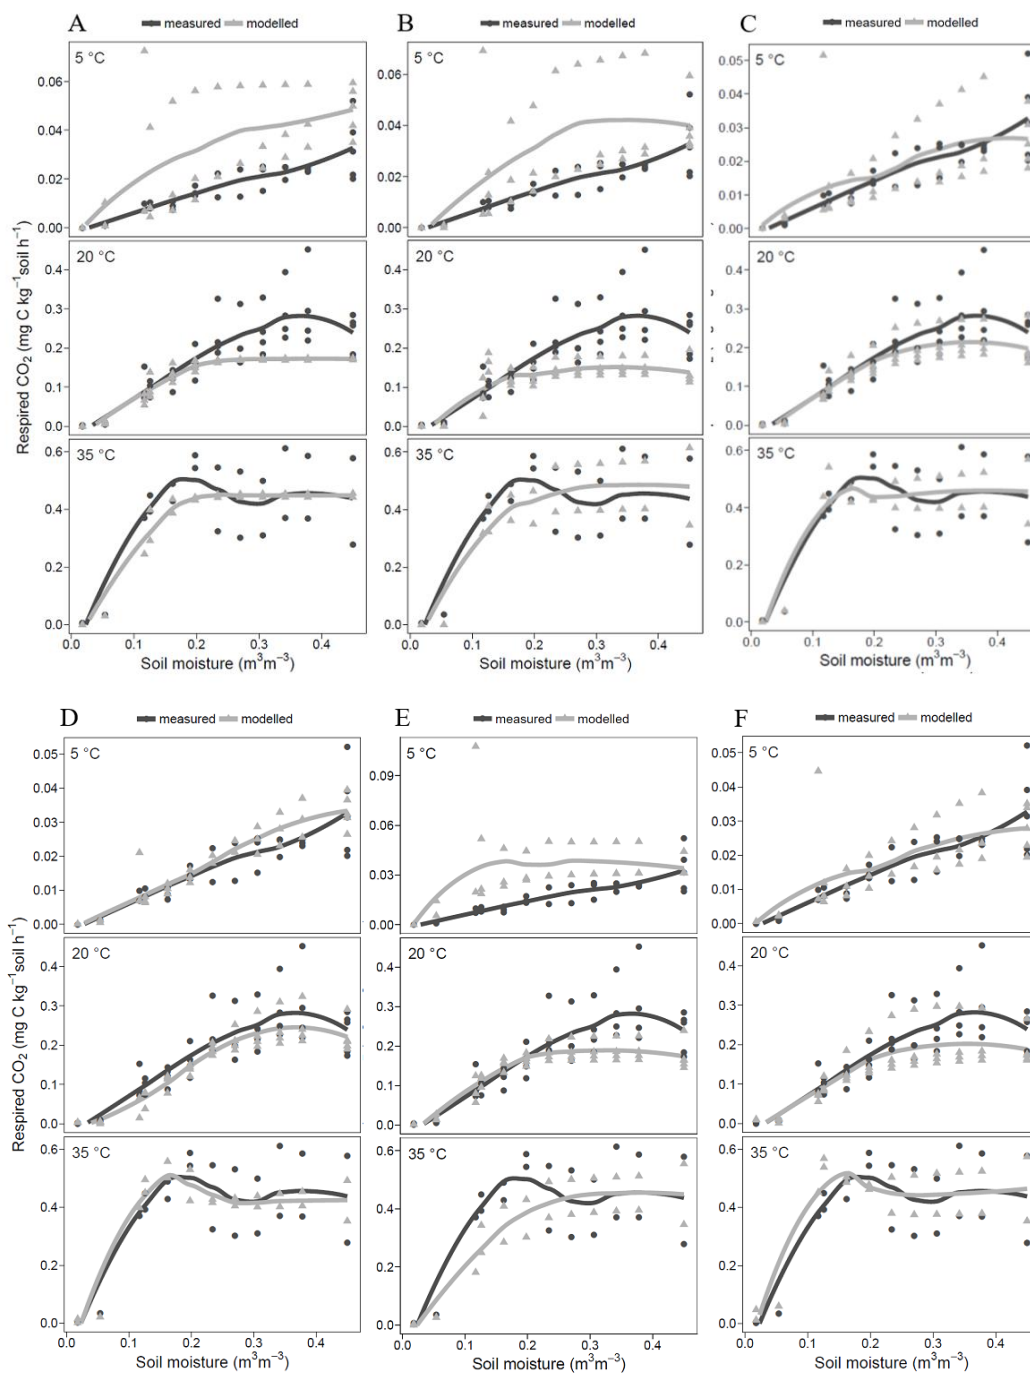 A measured modelled B measured modelled C measured modelled
5 °C 5 °C 5 °C
0.06 0.06 0.05
0.04 0.04 0.04
0.03
0.02 0.02 0.02
0.01
0.00 0.00 0.00
20 °C 20 °C 20 °C
0.4 0.4 0.4
0.3 0.3 0.3
0.2 0.2 0.2
0.1 0.1 0.1
0.0 0.0 0.0
35 °C 35 °C 35 °C
0.6 0.6 0.6
0.4 0.4 0.4
0.2 0.2 0.2
0.0 0.0 0.0
Respired CO₂ (mg C kg⁻¹soil h⁻¹)
0.0 0.1 0.2 0.3 0.4 0.0 0.1 0.2 0.3 0.4 0.0 0.1 0.2 0.3 0.4
Soil moisture (m³m⁻³) Soil moisture (m³m⁻³) Soil moisture (m³m⁻³)
D measured modelled E measured modelled F measured modelled
5 °C 5 °C 5 °C
0.05 0.09 0.05
0.04 0.06 0.04
0.03 0.03 0.03
0.02 0.02
0.01 0.01
0.00 0.00 0.00
20 °C 20 °C 20 °C
0.4 0.4 0.4
0.3 0.3 0.3
0.2 0.2 0.2
0.1 0.1 0.1
0.0 0.0 0.0
35 °C 35 °C 35 °C
0.6 0.6 0.6
0.4 0.4 0.4
0.2 0.2 0.2
0.0 0.0 0.0
Respired CO₂ (mg C kg⁻¹soil h⁻¹)
0.0 0.1 0.2 0.3 0.4 0.0 0.1 0.2 0.3 0.4 0.0 0.1 0.2 0.3 0.4
Soil moisture (m³m⁻³) Soil moisture (m³m⁻³) Soil moisture (m³m⁻³)